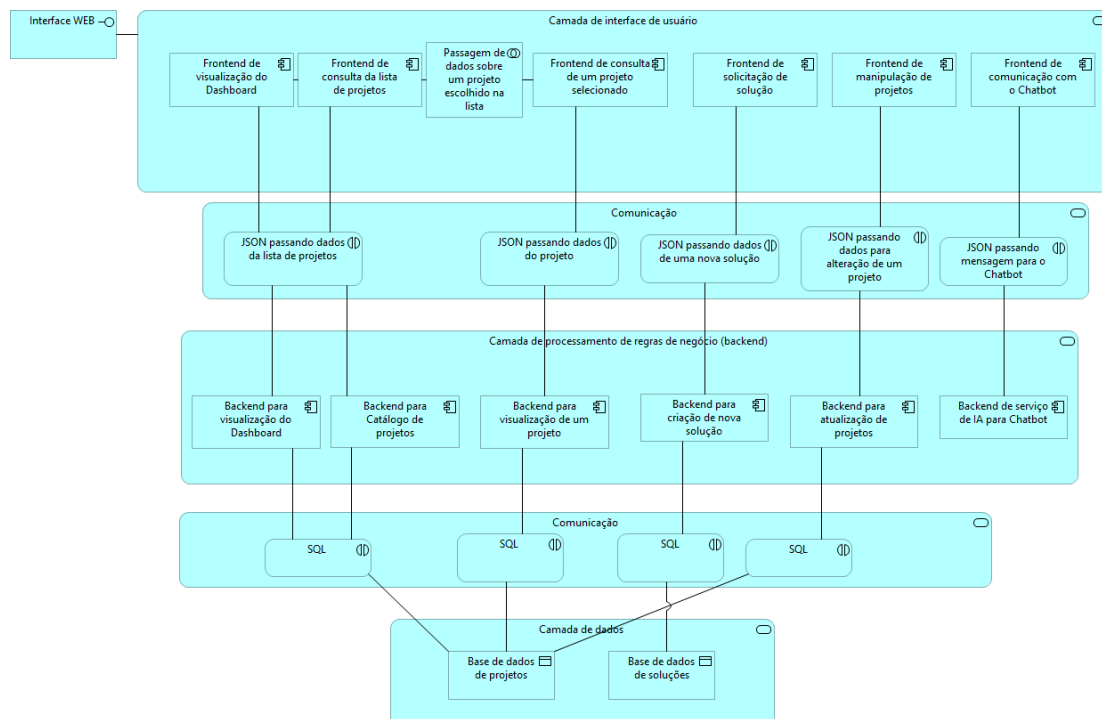 Interface WEB
Camada de interface de usuário
Frontend de
visualização do
Dashboard
Frontend de
consulta da lista
de projetos
Passagem de
dados sobre
um projeto
escolhido na
lista
Frontend de consulta
de um projeto
selecionado
Frontend de
solicitação de
solução
Frontend de
manipulação de
projetos
Frontend de
comunicação com
o Chatbot
Comunicação
JSON passando dados
da lista de projetos
JSON passando dados
do projeto
JSON passando dados
de uma nova solução
JSON passando
dados para
alteração de um
projeto
JSON passando
mensagem para o
Chatbot
Camada de processamento de regras de negócio (backend)
Backend para
visualização do
Dashboard
Backend para
Catálogo de
projetos
Backend para
visualização de um
projeto
Backend para
criação de nova
solução
Backend para
atualização de
projetos
Backend de serviço
de IA para Chatbot
Comunicação
SQL
SQL
SQL
SQL
Camada de dados
Base de dados
de projetos
Base de dados
de soluções